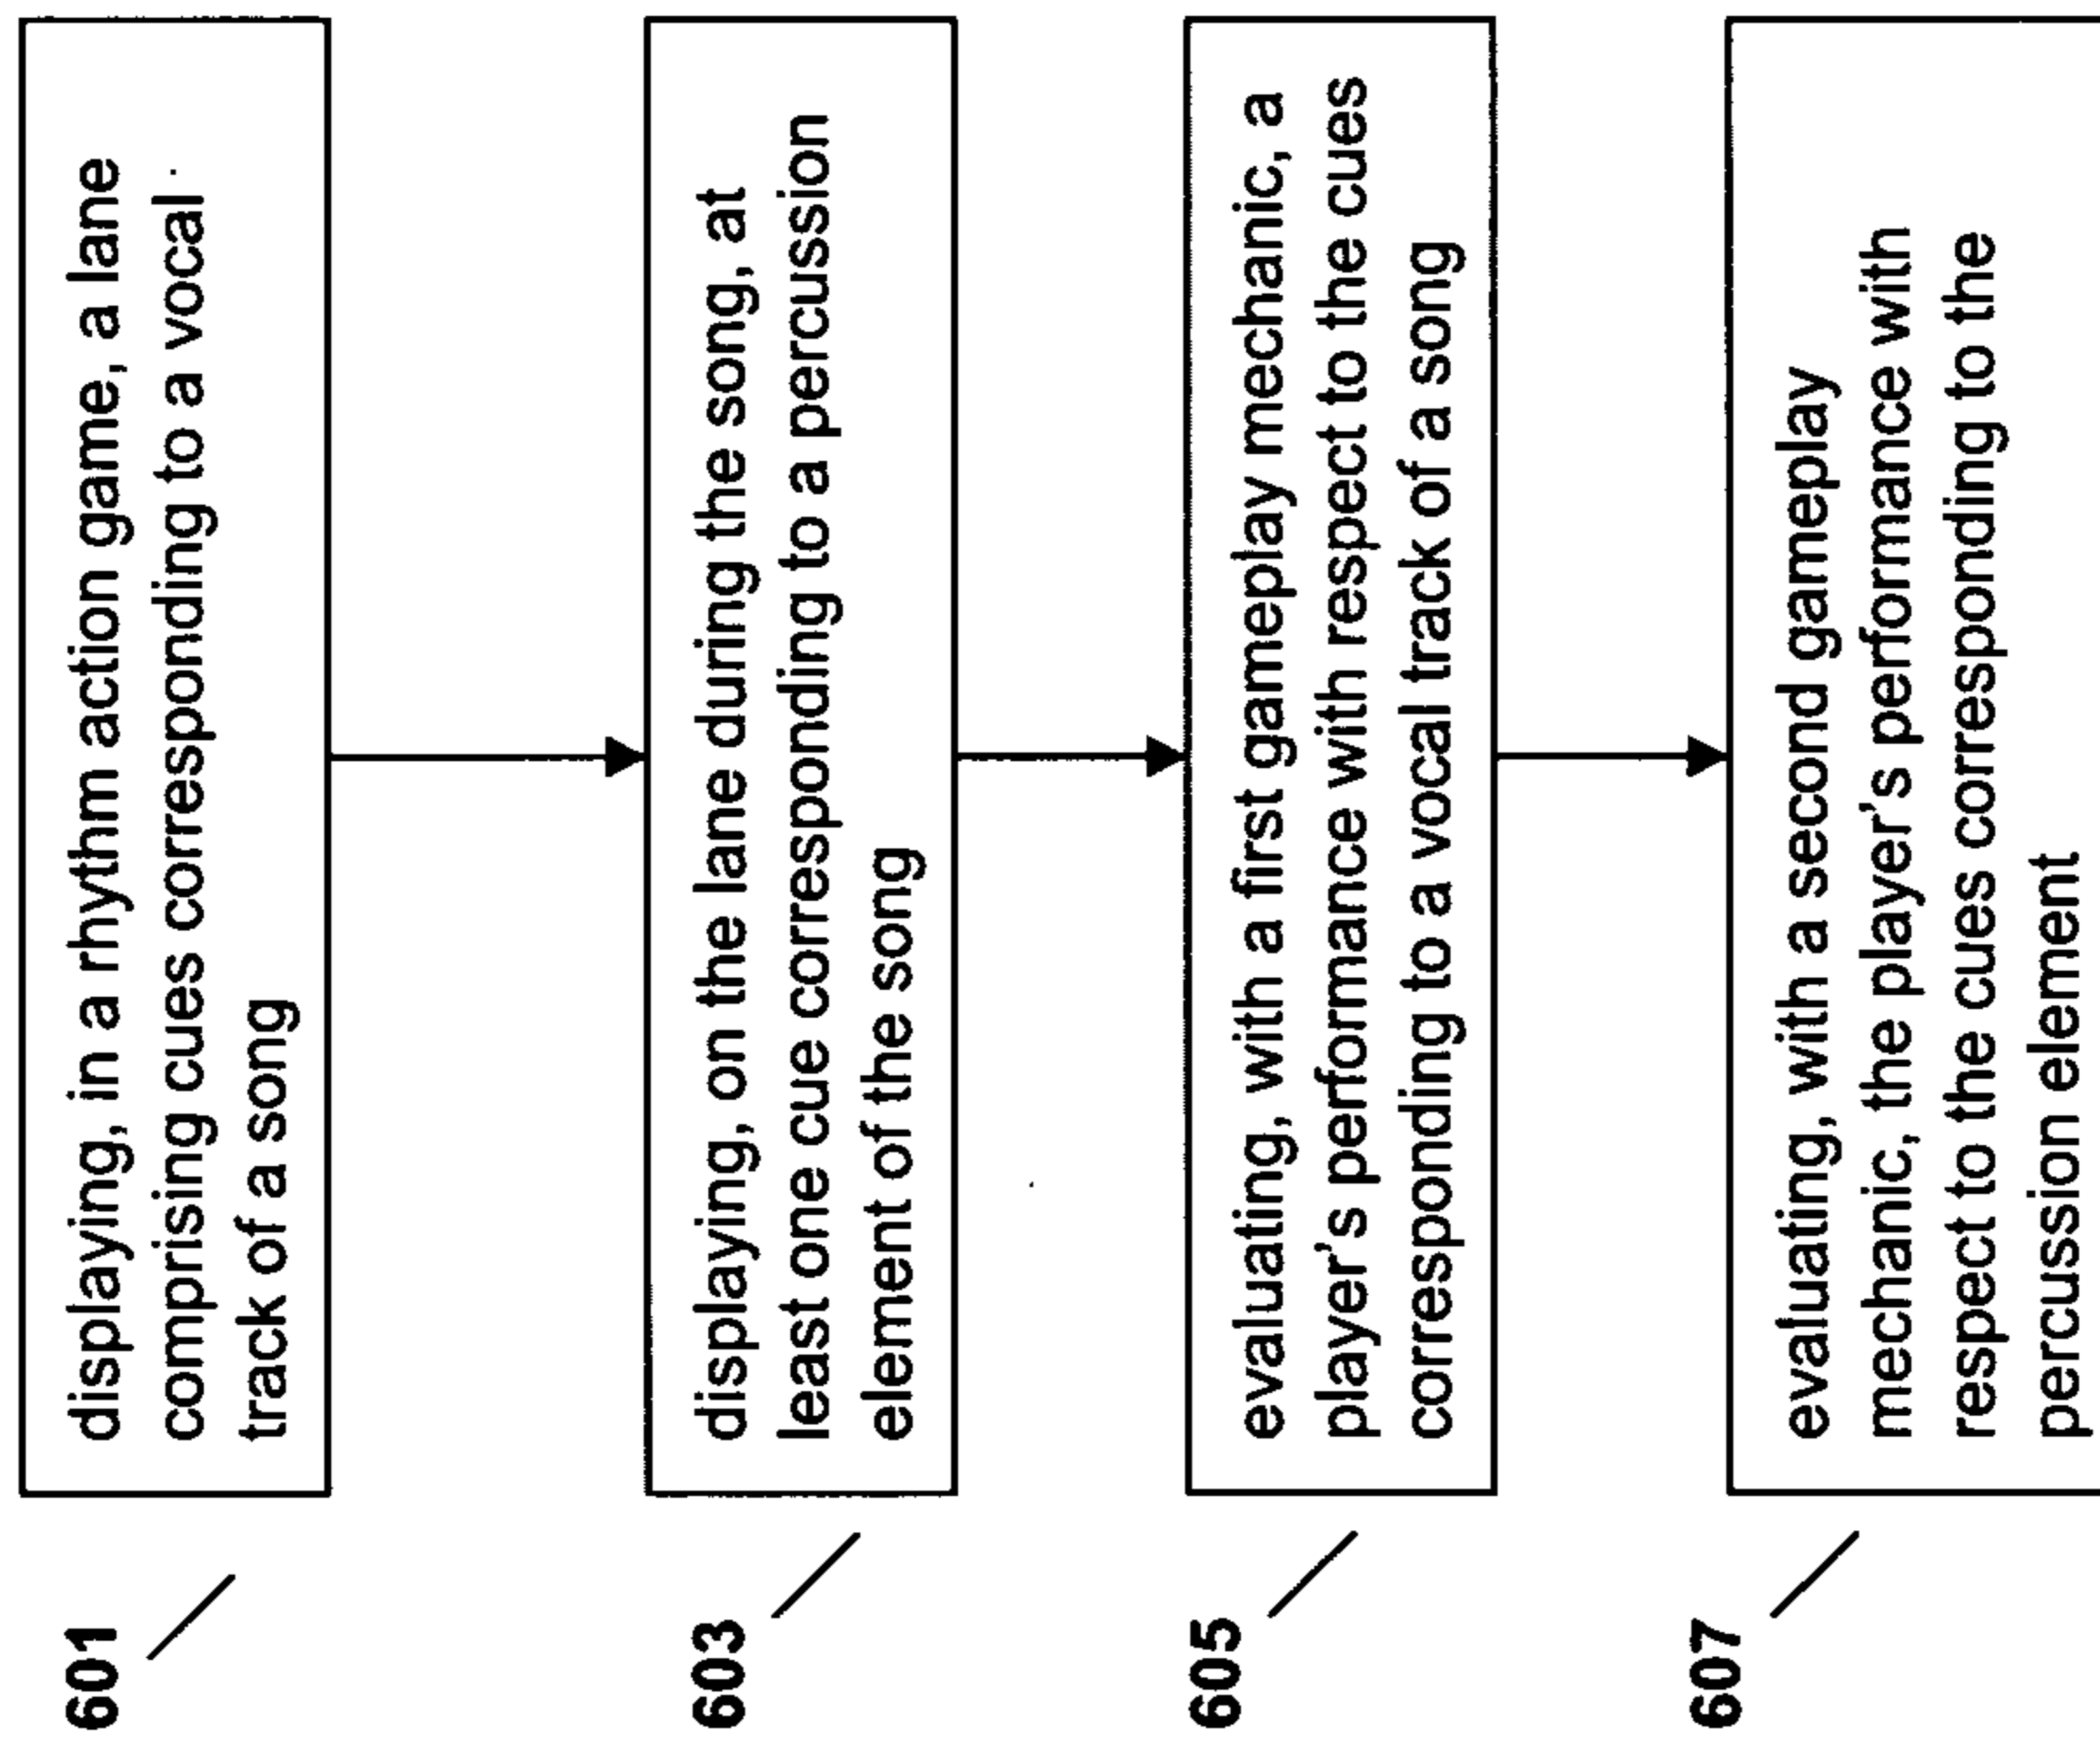 601
displaying, in a rhythm action game, a lane
comprising cues corresponding to a vocal
track of a song
603
displaying, on the lane during the song, at
least one cue corresponding to a percussion
element of the song
605
evaluating, with a first gameplay mechanic, a
player's performance with respect to the cues
corresponding to a vocal track of a song
607
evaluating, with a second gameplay
mechanic, the player's performance with
respect to the cues corresponding to the
percussion element